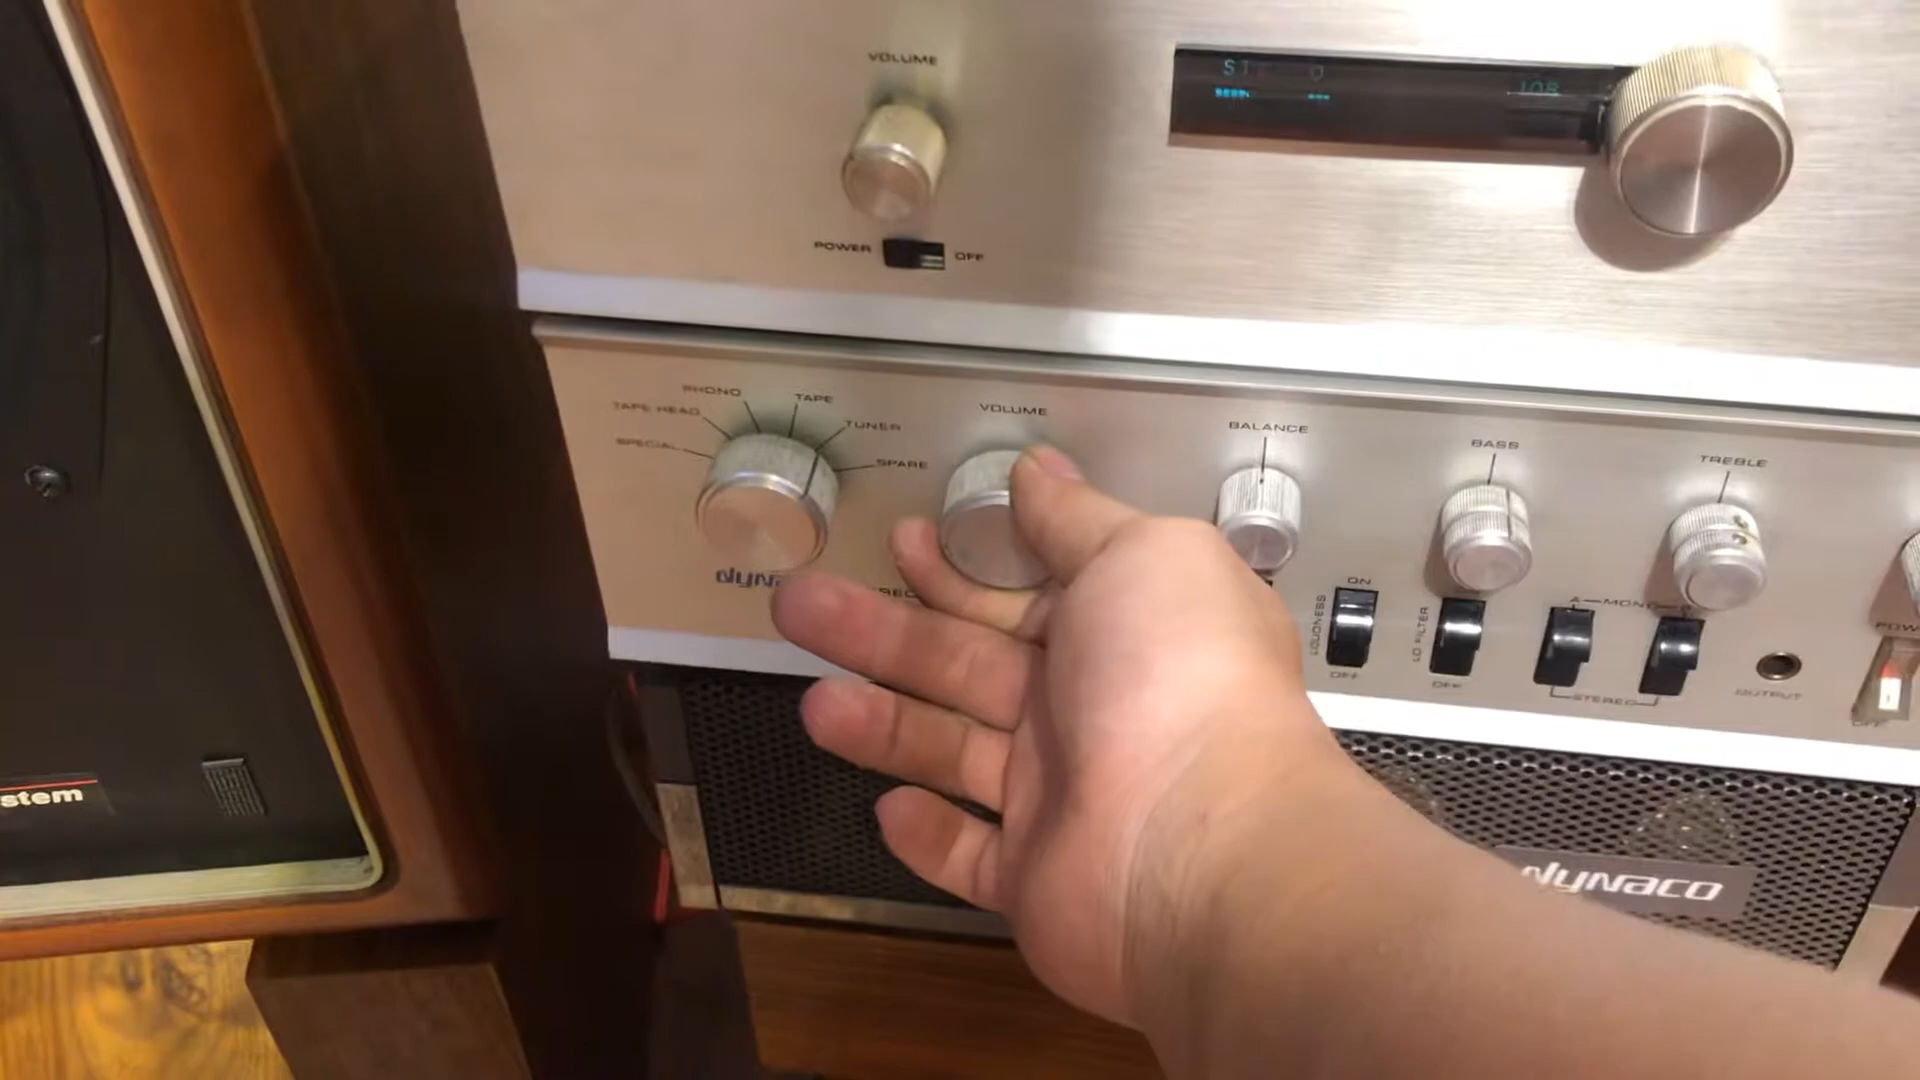 VOLUME
108
POWER OFF
PHONO
TAPE
TAPE HEAD
TUNER
SPECIAL
SPARE
VOLUME
BALANCE
BASS
TREBLE
ON
LOUDNESS
OFF
LO FILTER
OFF
A MONO
STEREO
OUTPUT
OFF
stem
dynaco